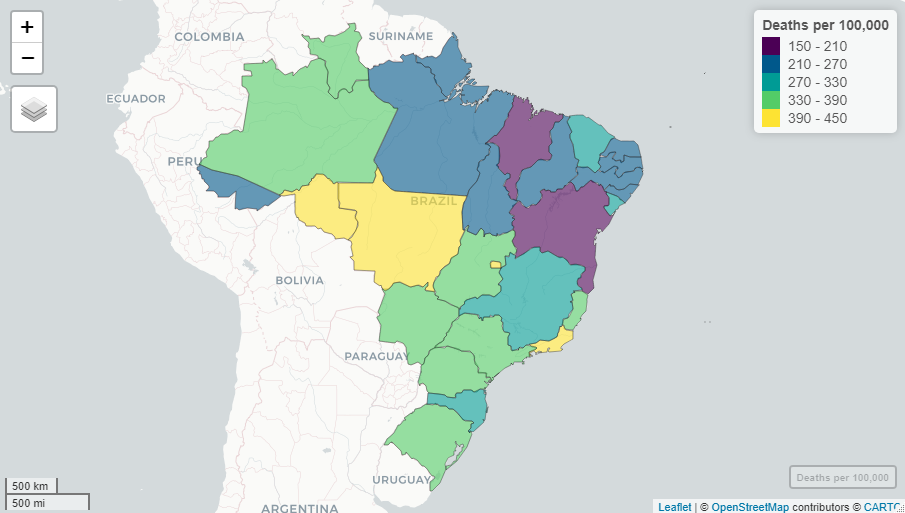 +
−
COLOMBIA
SURINAME
ECUADOR
PERU
BRAZIL
BOLIVIA
PARAGUAY
URUGUAY
ARGENTINA
Deaths per 100,000
150 - 210
210 - 270
270 - 330
330 - 390
390 - 450
Deaths per 100,000
500 km
500 mi
Leaflet | © OpenStreetMap contributors © CARTO